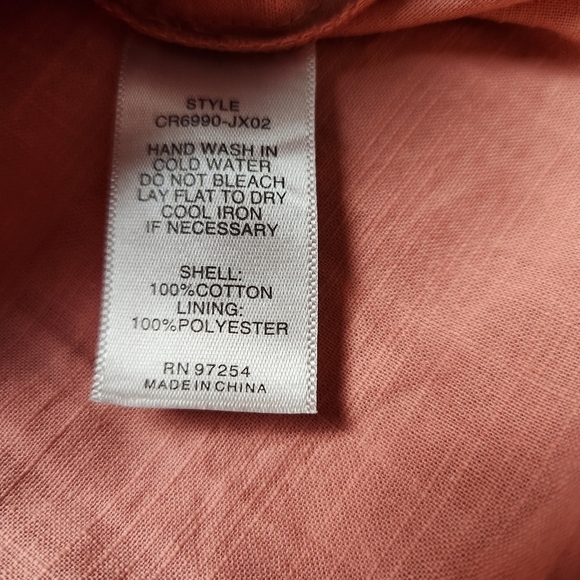 STYLE
CR6990-JX02
HAND WASH IN
COLD WATER
DO NOT BLEACH
LAY FLAT TO DRY
COOL IRON
IF NECESSARY
SHELL:
100%COTTON
LINING:
100%POLYESTER
RN 97254
MADE IN CHINA